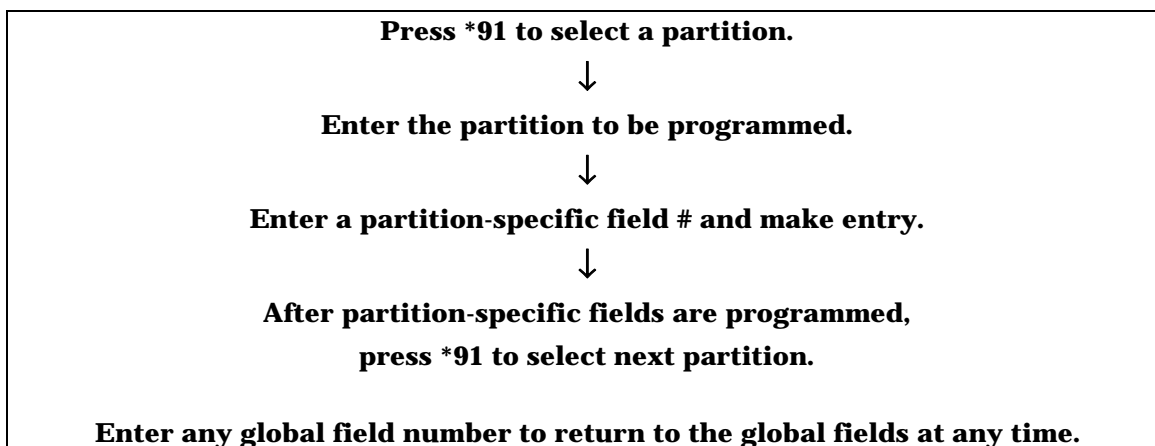 Press *91 to select a partition.
↓
Enter the partition to be programmed.
↓
Enter a partition-specific field # and make entry.
↓
After partition-specific fields are programmed,
press *91 to select next partition.
Enter any global field number to return to the global fields at any time.